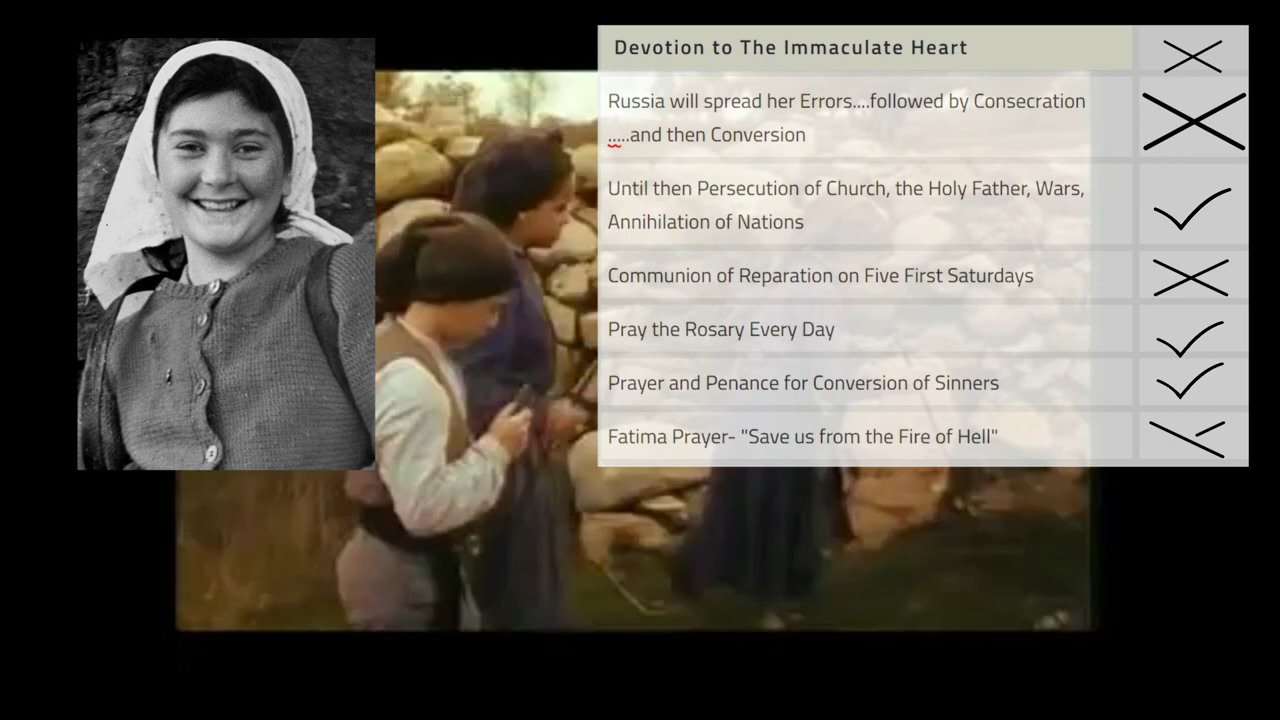 Devotion to The Immaculate Heart
Russia will spread her Errors....followed by Consecration
.....and then Conversion
Until then Persecution of Church, the Holy Father, Wars,
Annihilation of Nations
Communion of Reparation on Five First Saturdays
Pray the Rosary Every Day
Prayer and Penance for Conversion of Sinners
Fatima Prayer- "Save us from the Fire of Hell"